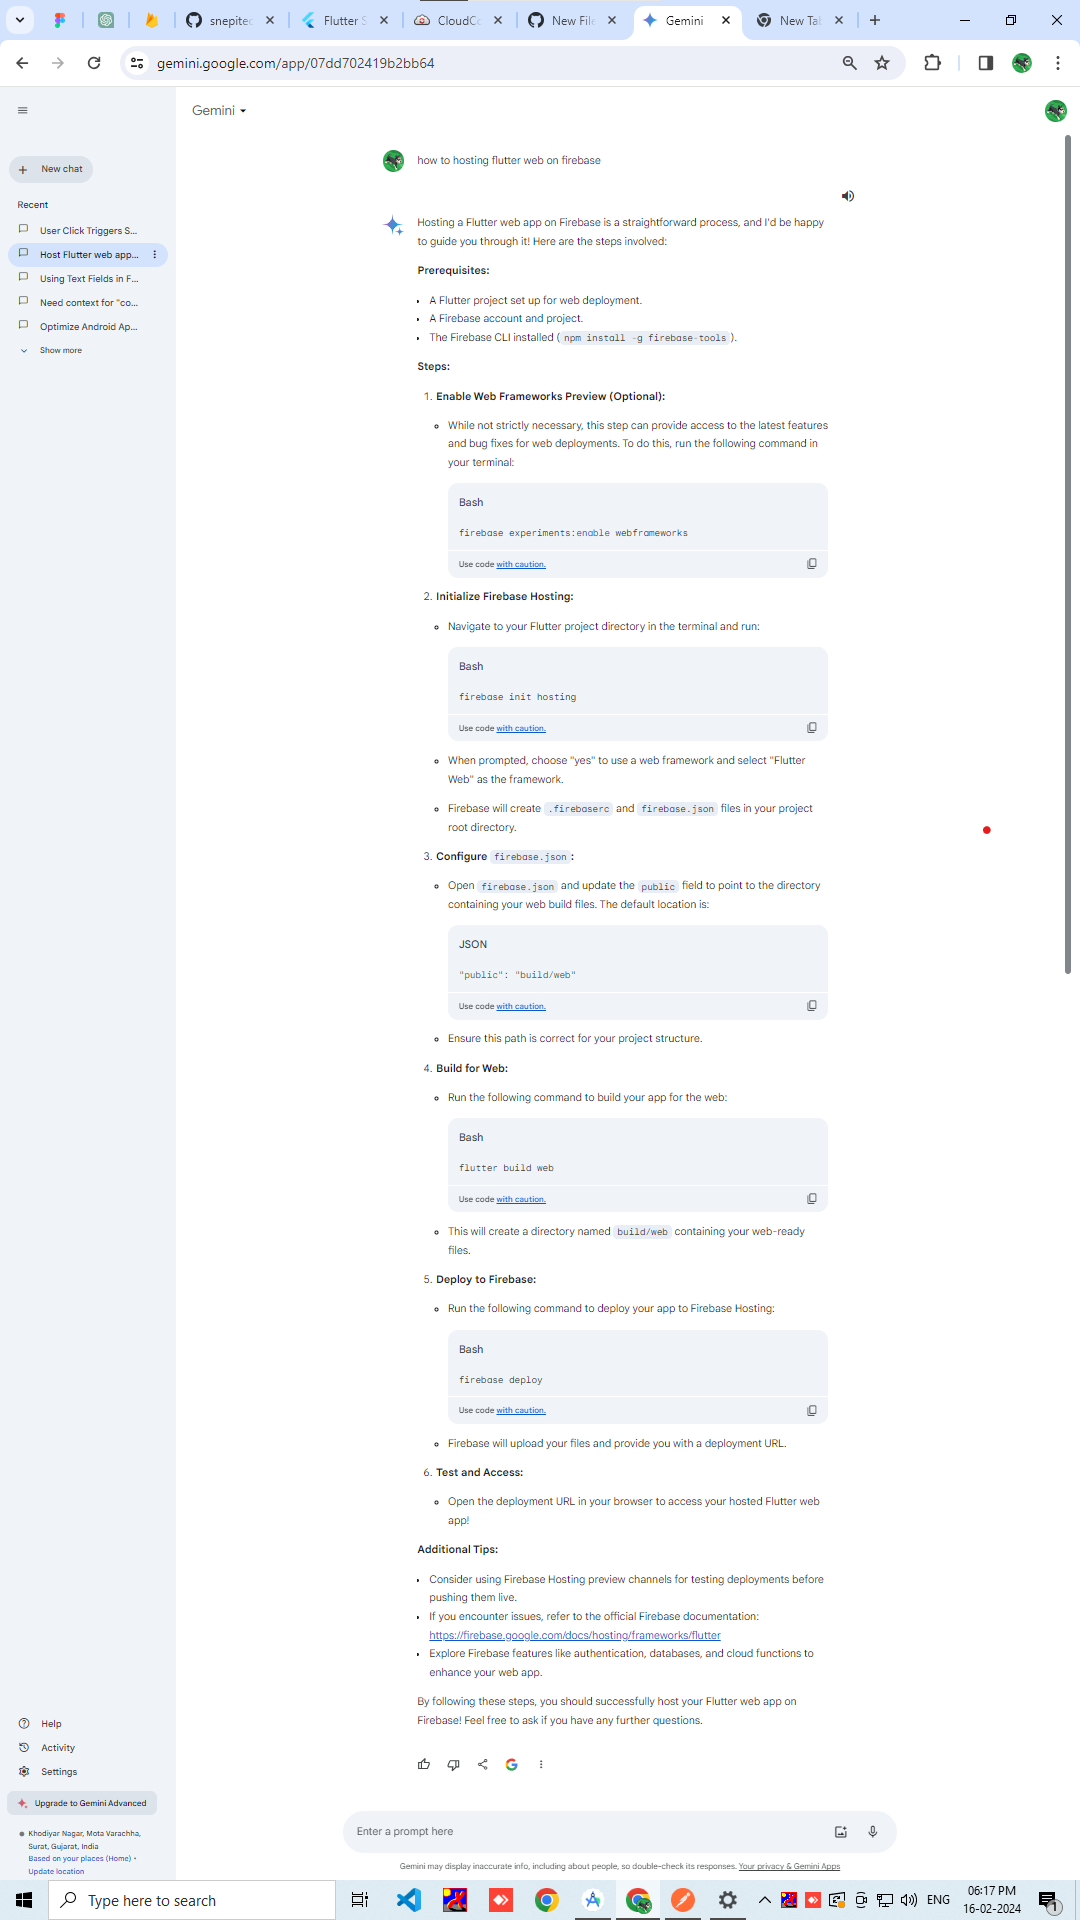 snepitec
Flutter S
CloudCo
New File
Gemini
New Tab
gemini.google.com/app/07dd702419b2bb64
Gemini
New chat
Recent
User Click Triggers S...
Host Flutter web app...
Using Text Fields in F...
Need context for "co...
Optimize Android Ap...
Show more
how to hosting flutter web on firebase
Hosting a Flutter web app on Firebase is a straightforward process, and I'd be happy
to guide you through it! Here are the steps involved:
Prerequisites:
• A Flutter project set up for web deployment.
• A Firebase account and project.
• The Firebase CLI installed ( npm install -g firebase-tools ).
Steps:
1. Enable Web Frameworks Preview (Optional):
While not strictly necessary, this step can provide access to the latest features
and bug fixes for web deployments. To do this, run the following command in
your terminal:
Bash
firebase experiments:enable webframeworks
Use code with caution.
2. Initialize Firebase Hosting:
Navigate to your Flutter project directory in the terminal and run:
Bash
firebase init hosting
Use code with caution.
When prompted, choose "yes" to use a web framework and select "Flutter
Web" as the framework.
Firebase will create .firebaserc and firebase.json files in your project
root directory.
3. Configure firebase.json :
Open firebase.json and update the public field to point to the directory
containing your web build files. The default location is:
JSON
"public": "build/web"
Use code with caution.
Ensure this path is correct for your project structure.
4. Build for Web:
Run the following command to build your app for the web:
Bash
flutter build web
Use code with caution.
This will create a directory named build/web containing your web-ready
files.
5. Deploy to Firebase:
Run the following command to deploy your app to Firebase Hosting:
Bash
firebase deploy
Use code with caution.
Firebase will upload your files and provide you with a deployment URL.
6. Test and Access:
Open the deployment URL in your browser to access your hosted Flutter web
app!
Additional Tips:
• Consider using Firebase Hosting preview channels for testing deployments before
pushing them live.
• If you encounter issues, refer to the official Firebase documentation:
https://firebase.google.com/docs/hosting/frameworks/flutter
• Explore Firebase features like authentication, databases, and cloud functions to
enhance your web app.
By following these steps, you should successfully host your Flutter web app on
Firebase! Feel free to ask if you have any further questions.
Help
Activity
Settings
Upgrade to Gemini Advanced
Khodiyar Nagar, Mota Varachha,
Surat, Gujarat, India
Based on your places (Home) •
Update location
Enter a prompt here
Gemini may display inaccurate info, including about people, so double-check its responses. Your privacy & Gemini Apps
Type here to search
ENG
06:17 PM
16-02-2024
1